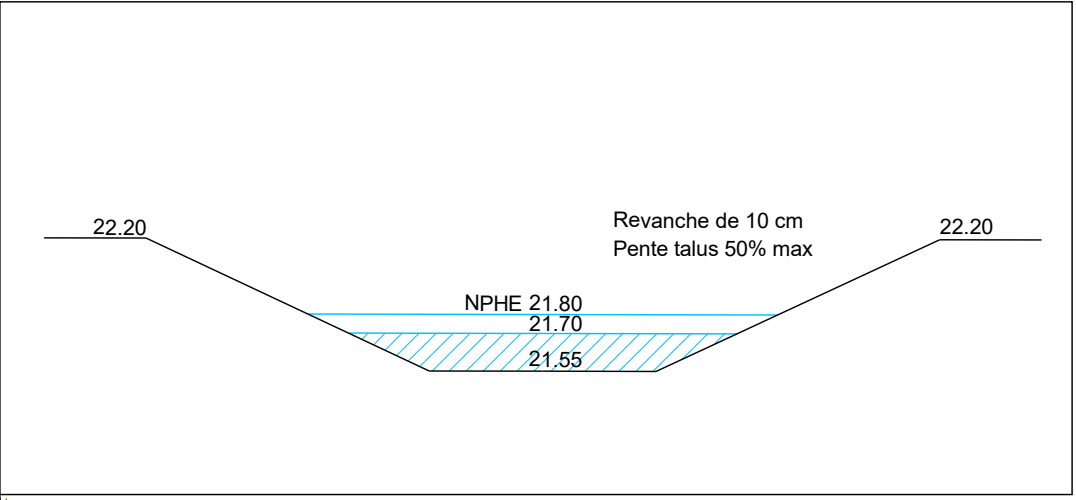 22.20
Revanche de 10 cm
22.20
Pente talus 50% max
NPHE 21.80
21.70
21.55